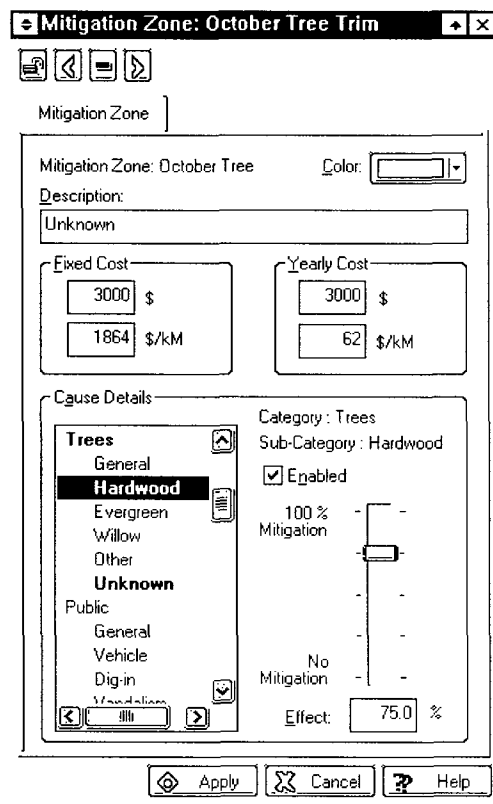 Mitigation Zone: October Tree Trim
Mitigation Zone
Mitigation Zone: October Tree
Color:
Description:
Unknown
Fixed Cost
3000 $
1864 $/kM
Yearly Cost
3000 $
62 $/kM
Cause Details
Trees
General
Hardwood
Evergreen
Willow
Other
Unknown
Public
General
Vehicle
Dig-in
Vandalism
Category : Trees
Sub-Category : Hardwood
Enabled
100 %
Mitigation
No
Mitigation
Effect: 75.0 %
Apply
Cancel
Help